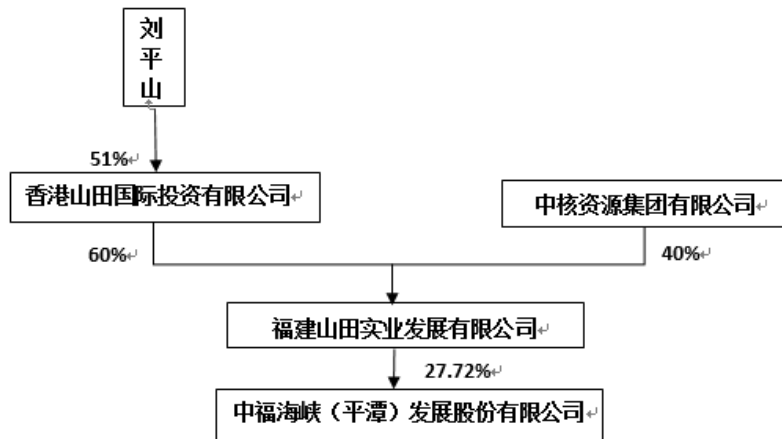 刘
平
山
51%
香港山田国际投资有限公司
中核资源集团有限公司
60%
40%
福建山田实业发展有限公司
27.72%
中福海峡（平潭）发展股份有限公司